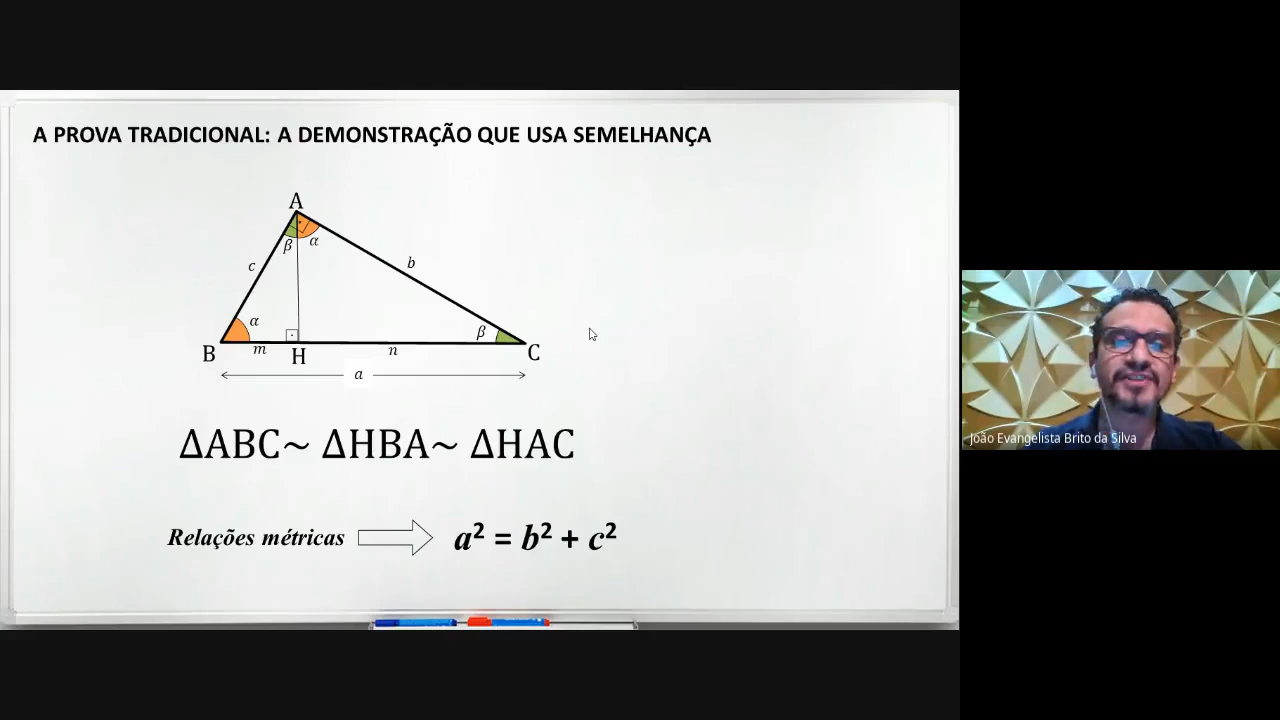 A PROVA TRADICIONAL: A DEMONSTRAÇÃO QUE USA SEMELHANÇA
A
β α
c
b
α
β
B
m
H
n
C
a
ΔABC~ ΔHBA~ ΔHAC
Relações métricas
a² = b² + c²
João Evangelista Brito da Silva